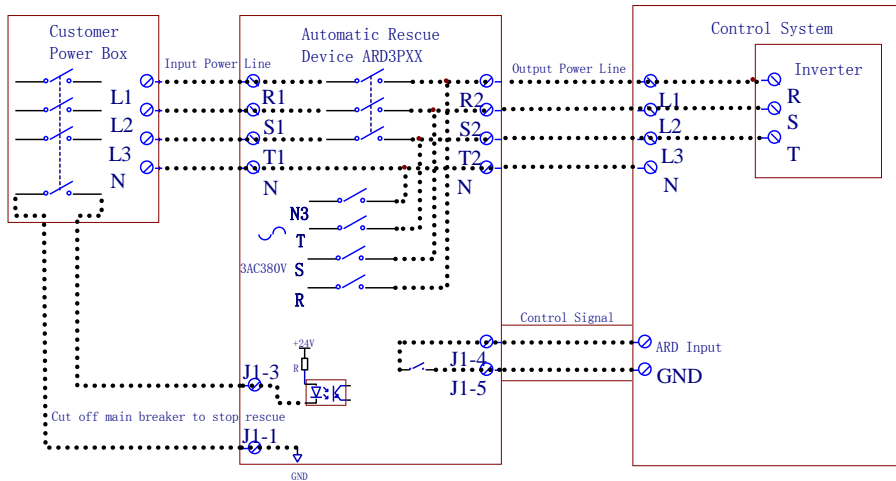 Customer
Power Box
Automatic Rescue
Device ARD3PXX
Control System
Inverter
Input Power Line
Output Power Line
L1
L2
L3
N
R1
S1
T1
N
R2
S2
T2
N
L1
L2
L3
N
R
S
T
N3
T
3AC380V
S
R
Control Signal
+24V
R
J1-3
J1-4
J1-5
ARD Input
GND
Cut off main breaker to stop rescue
J1-1
GND